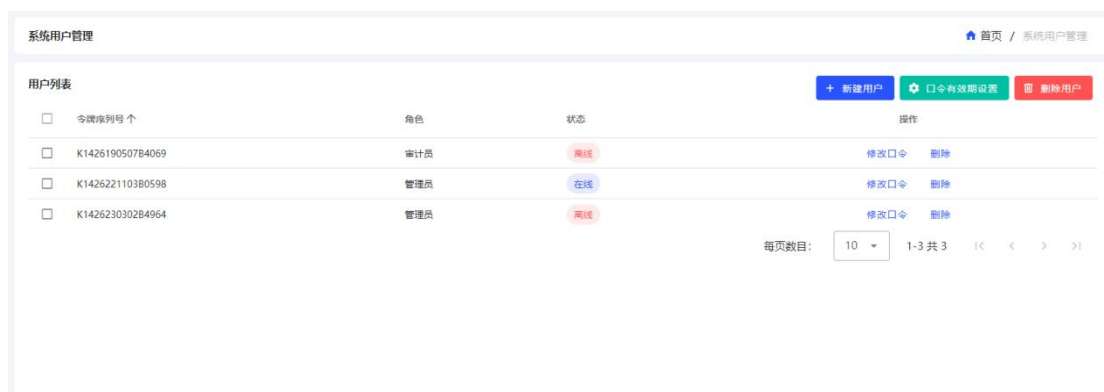 系统用户管理
首页 / 系统用户管理
用户列表
+ 新建用户 口令有效期设置 删除用户
令牌序列号 角色 状态 操作
K1426190507B4069 审计员 离线 修改口令 删除
K1426221103B0598 管理员 在线 修改口令 删除
K1426230302B4964 管理员 离线 修改口令 删除
每页数目: 10 1-3 共 3